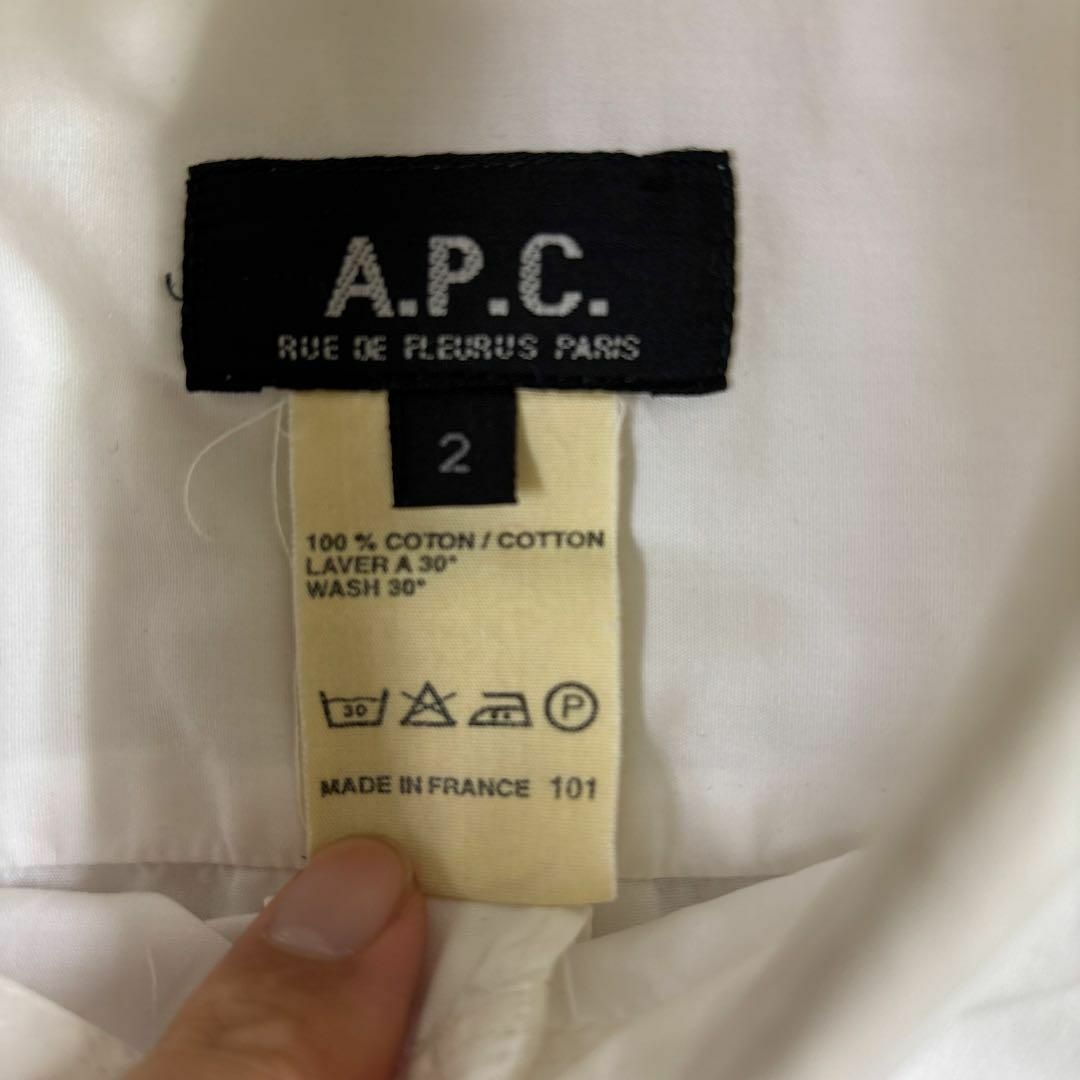 A.P.C.
RUE DE FLEURUS PARIS
2
100 % COTON / COTTON
LAVER A 30°
WASH 30°
30 P
MADE IN FRANCE 101